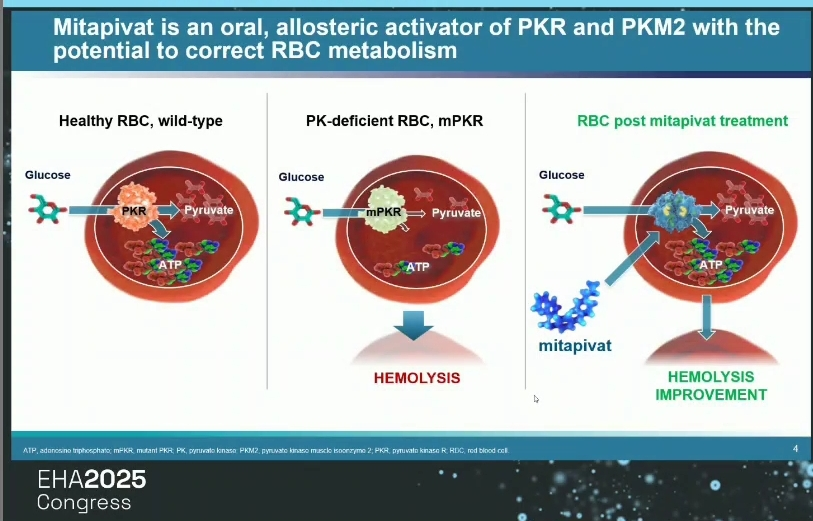 Mitapivat is an oral, allosteric activator of PKR and PKM2 with the
potential to correct RBC metabolism
Healthy RBC, wild-type
Glucose
PKR
Pyruvate
ATP
PK-deficient RBC, mPKR
Glucose
mPKR
Pyruvate
ATP
HEMOLYSIS
RBC post mitapivat treatment
Glucose
Pyruvate
ATP
mitapivat
HEMOLYSIS
IMPROVEMENT
ATP, adenosine triphosphate; mPKR, mutant PKR; PK, pyruvate kinase; PKM2, pyruvate kinase muscle isoenzyme 2; PKR, pyruvate kinase R; RBC, red blood cell.
4
EHA2025
Congress